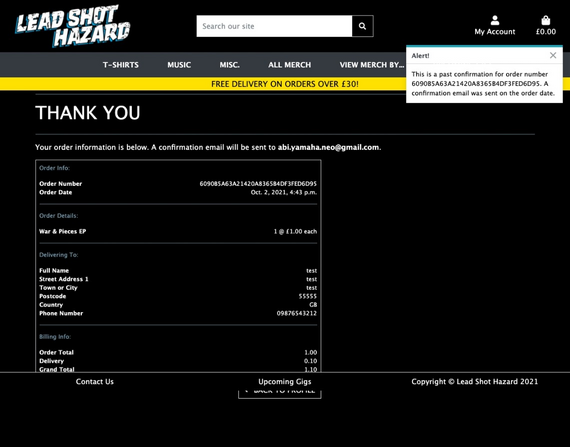 LEAD SHOT
HAZARD
Search our site
My Account
£0.00
T-SHIRTS
MUSIC
MISC.
ALL MERCH
VIEW MERCH BY...
FREE DELIVERY ON ORDERS OVER £30!
Alert!
This is a past confirmation for order number
609085A63A21420A8365B4DF3FED6D95. A
confirmation email was sent on the order date.
THANK YOU
Your order information is below. A confirmation email will be sent to abi.yamaha.neo@gmail.com.
Order Info:
Order Number 609085A63A21420A8365B4DF3FED6D95
Order Date Oct. 2, 2021, 4:43 p.m.
Order Details:
War & Pieces EP 1 @ £1.00 each
Delivering To:
Full Name test
Street Address 1 test
Town or City test
Postcode 55555
Country GB
Phone Number 09876543212
Billing Info:
Order Total 1.00
Delivery 0.10
Grand Total 1.10
Contact Us
Upcoming Gigs
Copyright © Lead Shot Hazard 2021
BACK TO PROFILE